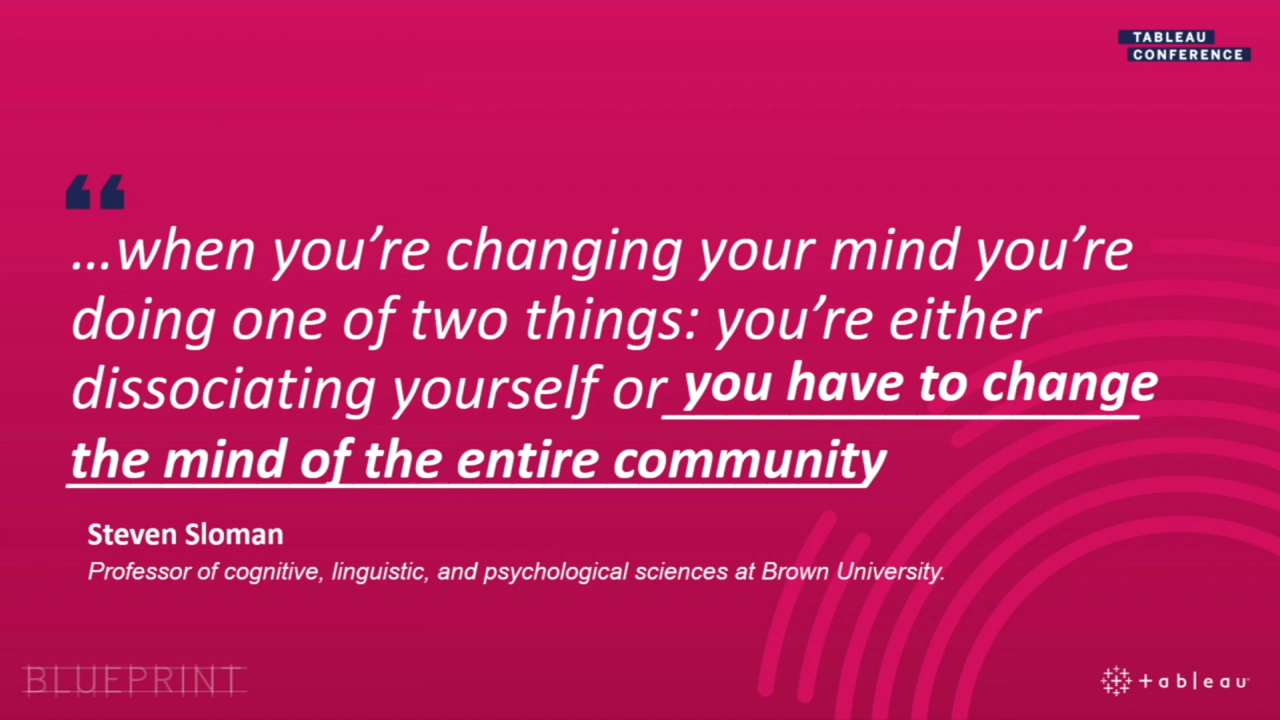 TABLEAU
CONFERENCE
“
…when you’re changing your mind you’re
doing one of two things: you’re either
dissociating yourself or you have to change
the mind of the entire community
Steven Sloman
Professor of cognitive, linguistic, and psychological sciences at Brown University.
BLUEPRINT
+ableau